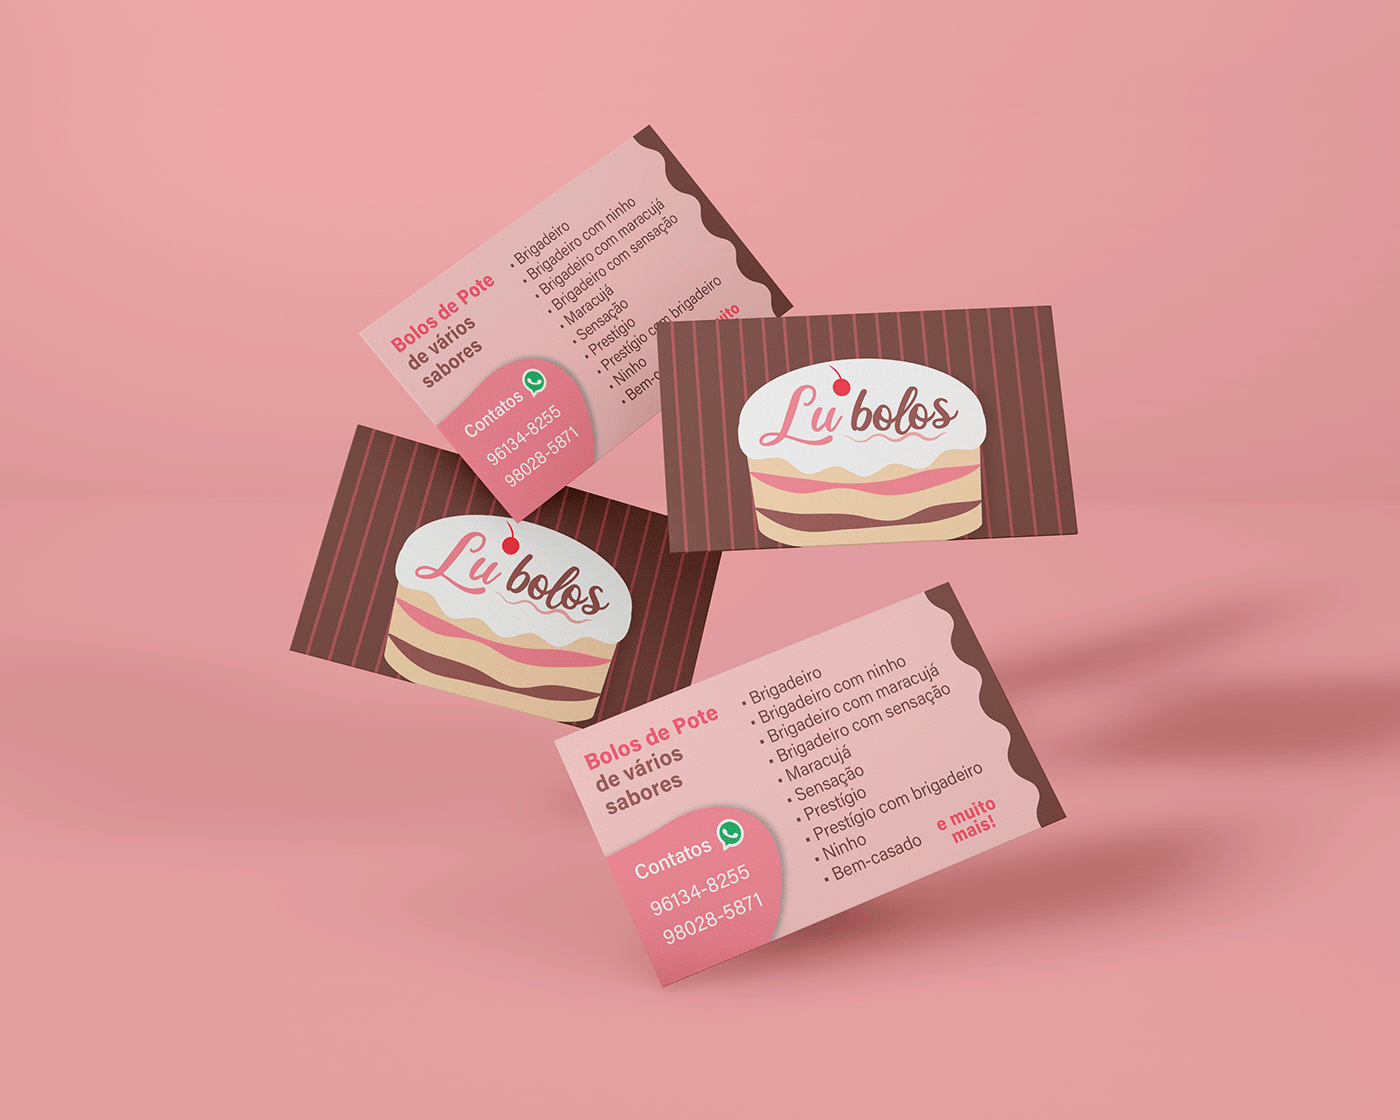 Bolos de Pote
de vários
sabores
▪ Brigadeiro
▪ Brigadeiro com ninho
▪ Brigadeiro com maracujá
▪ Brigadeiro com sensação
▪ Maracujá
▪ Sensação
▪ Prestígio
▪ Prestígio com brigadeiro
▪ Ninho
▪ Bem-c
uito
Contatos
96134-8255
98028-5871
Lu bolos
Lu bolos
Bolos de Pote
de vários
sabores
▪ Brigadeiro
▪ Brigadeiro com ninho
▪ Brigadeiro com maracujá
▪ Brigadeiro com sensação
▪ Maracujá
▪ Sensação
▪ Prestígio
▪ Prestígio com brigadeiro
▪ Ninho
▪ Bem-casado
e muito
mais!
Contatos
96134-8255
98028-5871